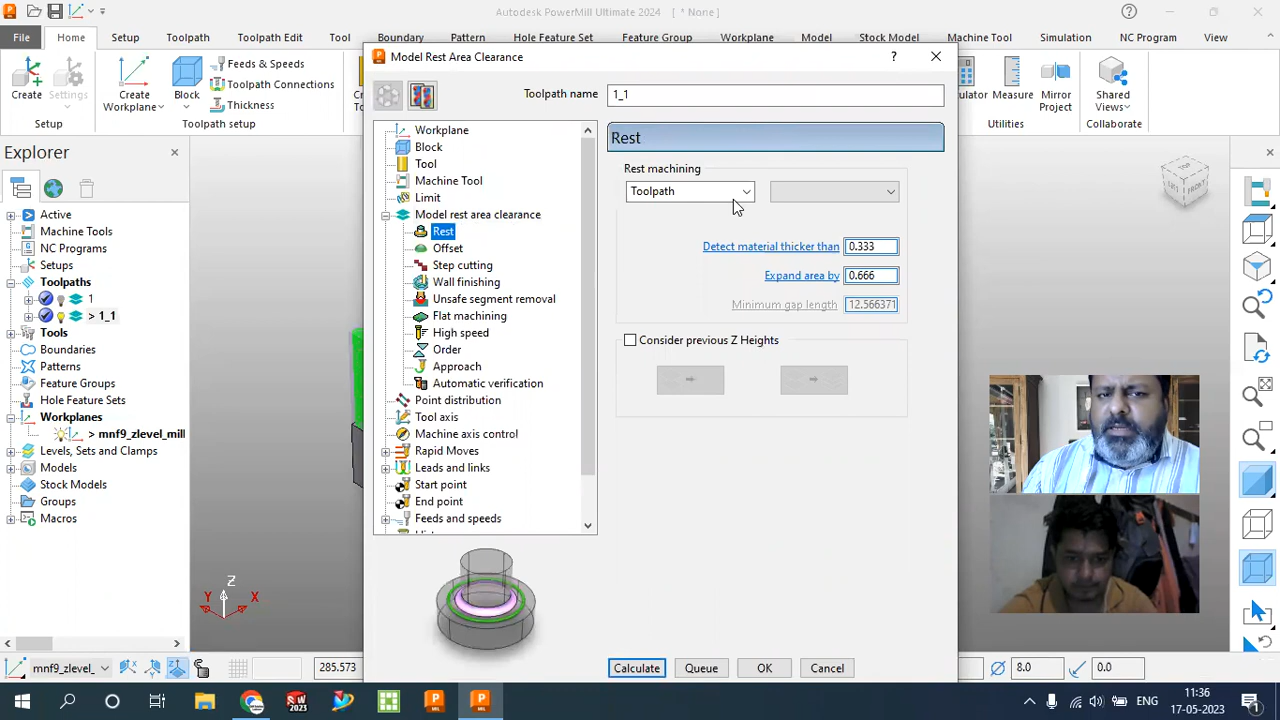 Autodesk PowerMill Ultimate 2024 [ * None ]
File Home Setup Toolpath Toolpath Edit Tool Boundary Pattern Hole Feature Set Feature Group Workplane Model Stock Model Machine Tool Simulation NC Program View
Create
Settings
Setup
Create
Workplane
Block
Feeds & Speeds
Toolpath Connections
Thickness
Toolpath setup
Measure
Mirror
Project
Utilities
Shared
Views
Collaborate
Explorer
Active
Machine Tools
NC Programs
Setups
Toolpaths
1
> 1_1
Tools
Boundaries
Patterns
Feature Groups
Hole Feature Sets
Workplanes
> mnf9_zlevel_mill
Levels, Sets and Clamps
Models
Stock Models
Groups
Macros
Model Rest Area Clearance
?
Toolpath name
1_1
Workplane
Block
Tool
Machine Tool
Limit
Model rest area clearance
Rest
Offset
Step cutting
Wall finishing
Unsafe segment removal
Flat machining
High speed
Order
Approach
Automatic verification
Point distribution
Tool axis
Machine axis control
Rapid Moves
Leads and links
Start point
End point
Feeds and speeds
Rest
Rest machining
Toolpath
Detect material thicker than 0.333
Expand area by 0.666
Minimum gap length 12.566371
Consider previous Z Heights
Calculate Queue OK Cancel
TOP
FRONT
Z
Y X
mnf9_zlevel_
285.573
8.0
0.0
SW
2023
ENG
11:36
17-05-2023
1